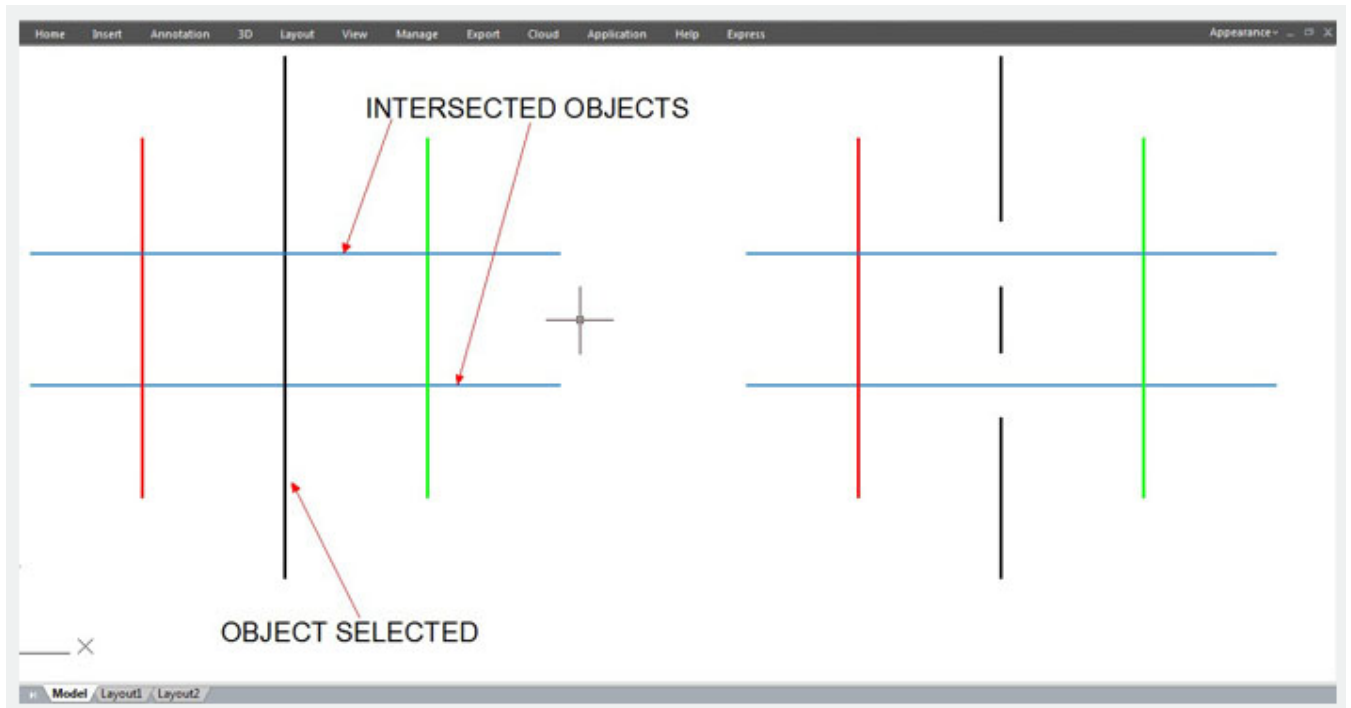 Home Insert Annotation 3D Layout View Manage Export Cloud Application Help Express Appearance
INTERSECTED OBJECTS
OBJECT SELECTED
Model Layout1 Layout2